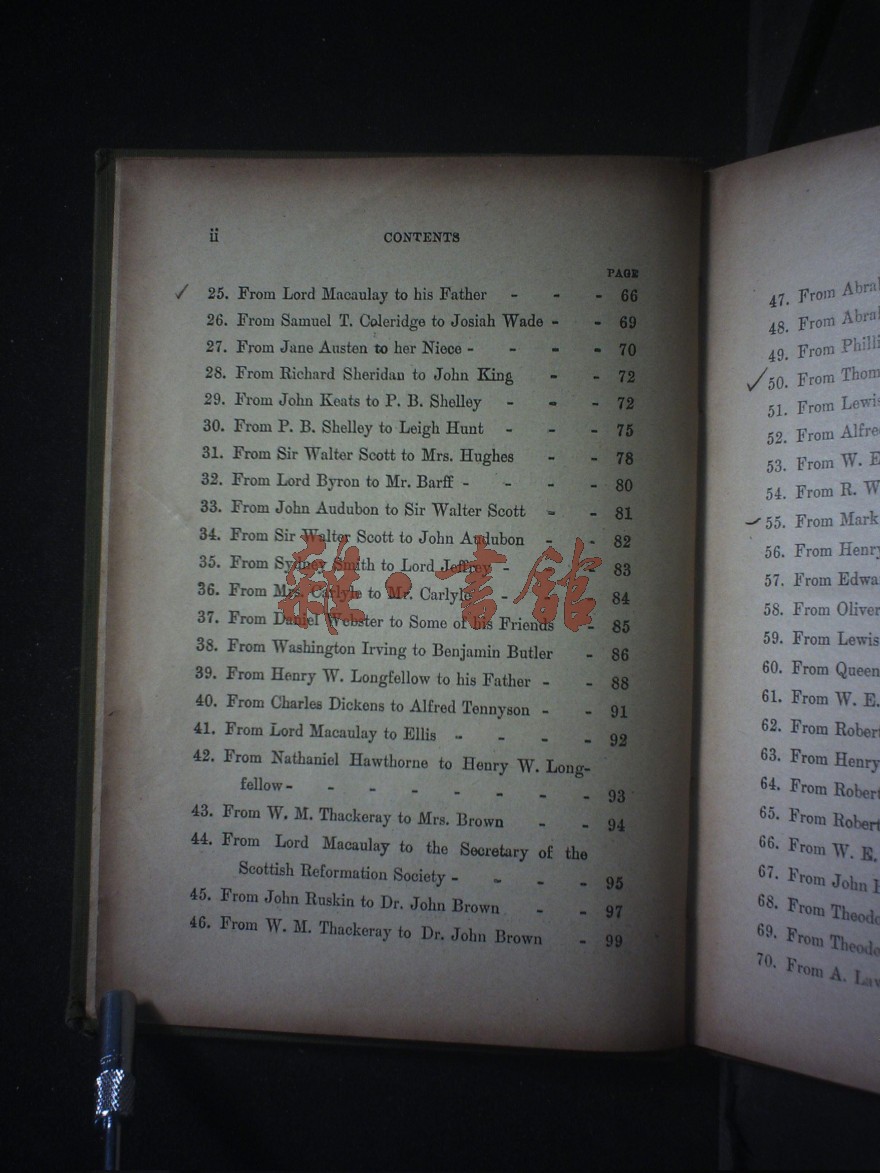 ii
CONTENTS
PAGE
25. From Lord Macaulay to his Father - - - 66
26. From Samuel T. Coleridge to Josiah Wade - - 69
27. From Jane Austen to her Niece - - - - 70
28. From Richard Sheridan to John King - - 72
29. From John Keats to P. B. Shelley - - - 72
30. From P. B. Shelley to Leigh Hunt - - - 75
31. From Sir Walter Scott to Mrs. Hughes - - 78
32. From Lord Byron to Mr. Barff - - - - 80
33. From John Audubon to Sir Walter Scott - - 81
34. From Sir Walter Scott to John Audubon - - 82
35. From Sydney Smith to Lord Jeffrey - - 83
36. From Mrs. Carlyle to Mr. Carlyle - - 84
37. From Daniel Webster to Some of his Friends - 85
38. From Washington Irving to Benjamin Butler - 86
39. From Henry W. Longfellow to his Father - - 88
40. From Charles Dickens to Alfred Tennyson - - 91
41. From Lord Macaulay to Ellis - - - - 92
42. From Nathaniel Hawthorne to Henry W. Long-
fellow - - - - - - - - 93
43. From W. M. Thackeray to Mrs. Brown - - 94
44. From Lord Macaulay to the Secretary of the
Scottish Reformation Society - - - - 95
45. From John Ruskin to Dr. John Brown - - 97
46. From W. M. Thackeray to Dr. John Brown - 99
雜·書館
47. From
48. From
49. From
50. From
51. From
52. From
53. From W. E
54. From R. W
55. From Mark
56. From Henry
57. From
58. From Oliver
59. From Lewis
60. From Queen
61. From W. E.
62. From
63. From Henry
64. From Robert
65. From Robert
66. From W. E.
67. From John
68. From
69. From
70. From A.